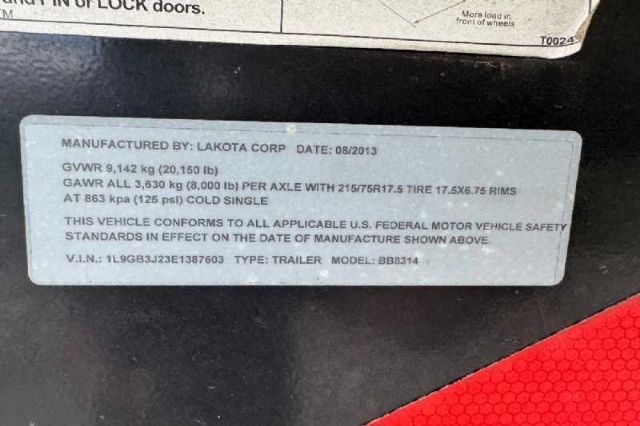 PIN or LOCK doors.
TM
More load in
front of wheels
T0024
MANUFACTURED BY: LAKOTA CORP DATE: 08/2013
GVWR 9,142 kg (20,150 lb)
GAWR ALL 3,630 kg (8,000 lb) PER AXLE WITH 215/75R17.5 TIRE 17.5X6.75 RIMS
AT 863 kpa (125 psi) COLD SINGLE
THIS VEHICLE CONFORMS TO ALL APPLICABLE U.S. FEDERAL MOTOR VEHICLE SAFETY
STANDARDS IN EFFECT ON THE DATE OF MANUFACTURE SHOWN ABOVE.
V.I.N.: 1L9GB3J23E1387603 TYPE: TRAILER MODEL: BB8314